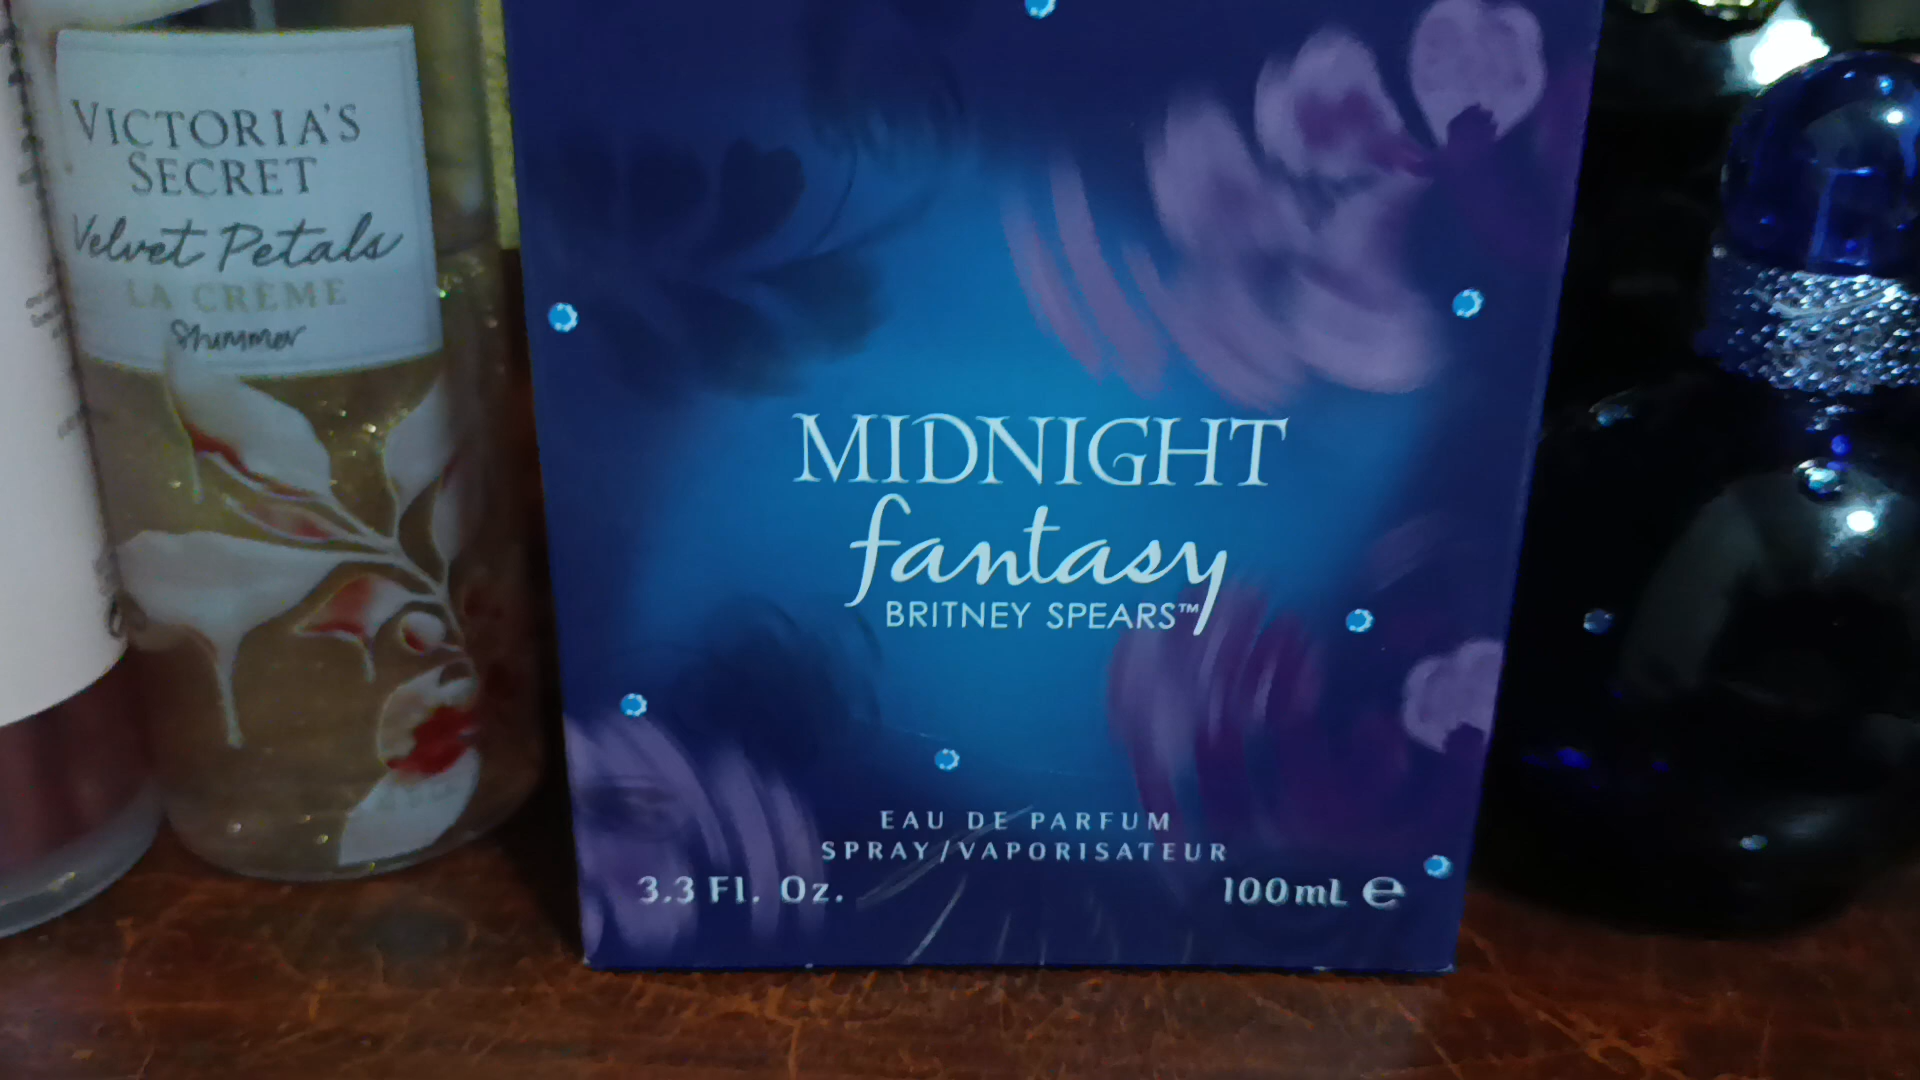 VICTORIA'S
SECRET
Velvet Petals
LA CRÈME
Shimmer
MIDNIGHT
fantasy
BRITNEY SPEARS™
EAU DE PARFUM
SPRAY/VAPORISATEUR
3.3 Fl. Oz.
100mL ℮